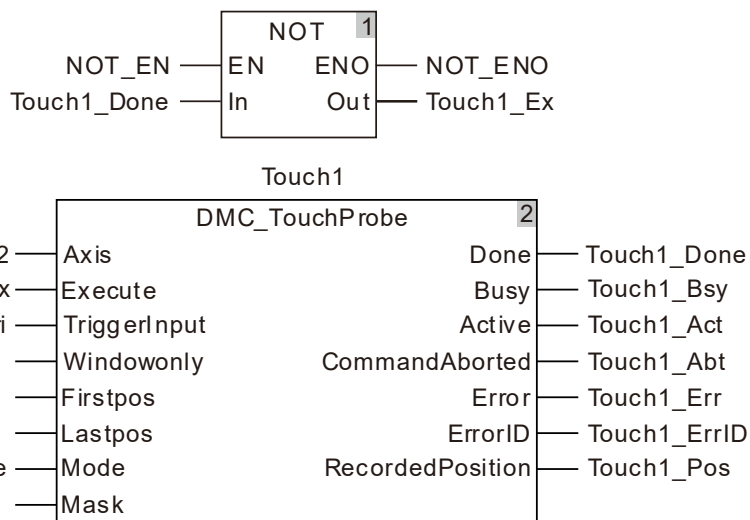 NOT 1
NOT_EN EN ENO NOT_ENO
Touch1_Done In Out Touch1_Ex
Touch1
DMC_TouchProbe 2
2 Axis Done Touch1_Done
x Execute Busy Touch1_Bsy
i TriggerInput Active Touch1_Act
Windowonly CommandAborted Touch1_Abt
Firstpos Error Touch1_Err
Lastpos ErrorID Touch1_ErrID
e Mode RecordedPosition Touch1_Pos
Mask